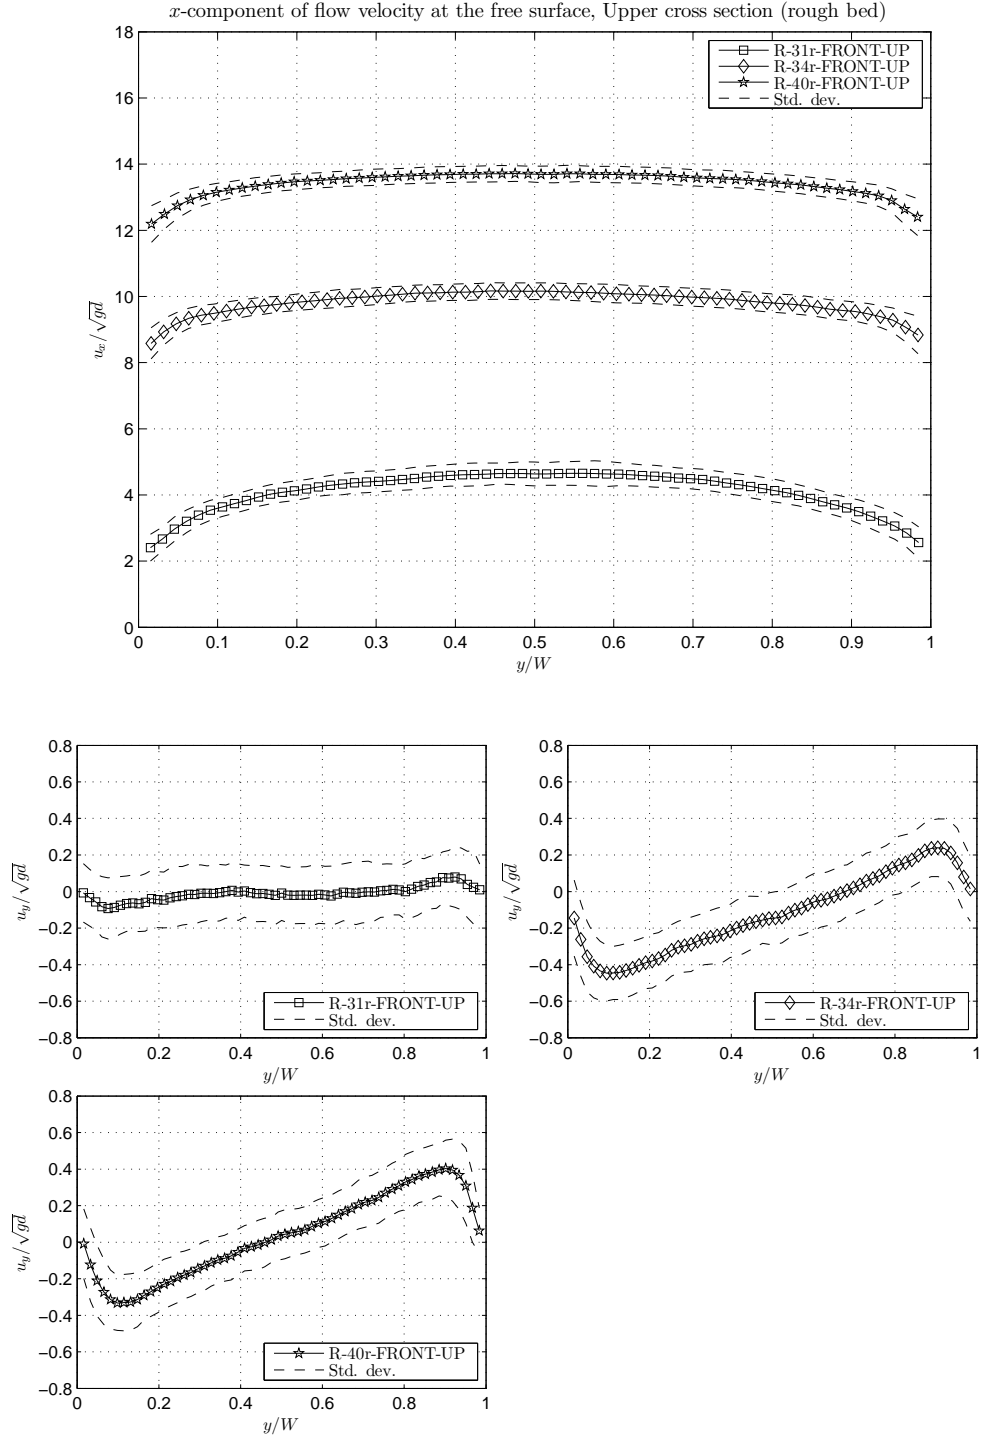 x-component of flow velocity at the free surface, Upper cross section (rough bed)
18
16
14
12
10
8
6
4
2
0
u_x/√gd
R-31r-FRONT-UP
R-34r-FRONT-UP
R-40r-FRONT-UP
Std. dev.
0 0.1 0.2 0.3 0.4 0.5 0.6 0.7 0.8 0.9 1
y/W
0.8
0.6
0.4
0.2
0
−0.2
−0.4
−0.6
−0.8
u_y/√gd
R-31r-FRONT-UP
Std. dev.
0 0.2 0.4 0.6 0.8 1
y/W
0.8
0.6
0.4
0.2
0
−0.2
−0.4
−0.6
−0.8
u_y/√gd
R-34r-FRONT-UP
Std. dev.
0 0.2 0.4 0.6 0.8 1
y/W
0.8
0.6
0.4
0.2
0
−0.2
−0.4
−0.6
−0.8
u_y/√gd
R-40r-FRONT-UP
Std. dev.
0 0.2 0.4 0.6 0.8 1
y/W